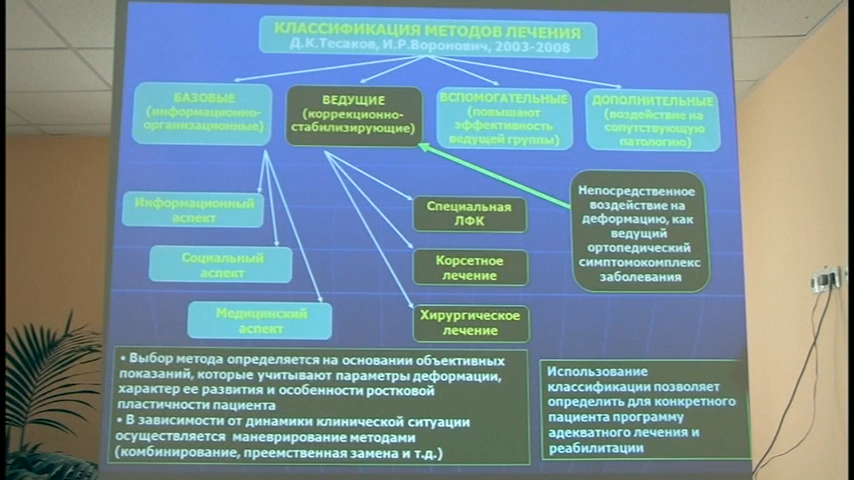 КЛАССИФИКАЦИЯ МЕТОДОВ ЛЕЧЕНИЯ
Д.К.Тесаков, И.Р.Воронович, 2003-2008
БАЗОВЫЕ
(информационно-
организационные)
ВЕДУЩИЕ
(коррекционно-
стабилизирующие)
ВСПОМОГАТЕЛЬНЫЕ
(повышают
эффективность
ведущей группы)
ДОПОЛНИТЕЛЬНЫЕ
(воздействие на
сопутствующую
патологию)
Информационный
аспект
Социальный
аспект
Медицинский
аспект
Специальная
ЛФК
Корсетное
лечение
Хирургическое
лечение
Непосредственное
воздействие на
деформацию, как
ведущий
ортопедический
симптомокомплекс
заболевания
• Выбор метода определяется на основании объективных
показаний, которые учитывают параметры деформации,
характер ее развития и особенности ростковой
пластичности пациента
• В зависимости от динамики клинической ситуации
осуществляется маневрирование методами
(комбинирование, преемственная замена и т.д.)
Использование
классификации позволяет
определить для конкретного
пациента программу
адекватного лечения и
реабилитации